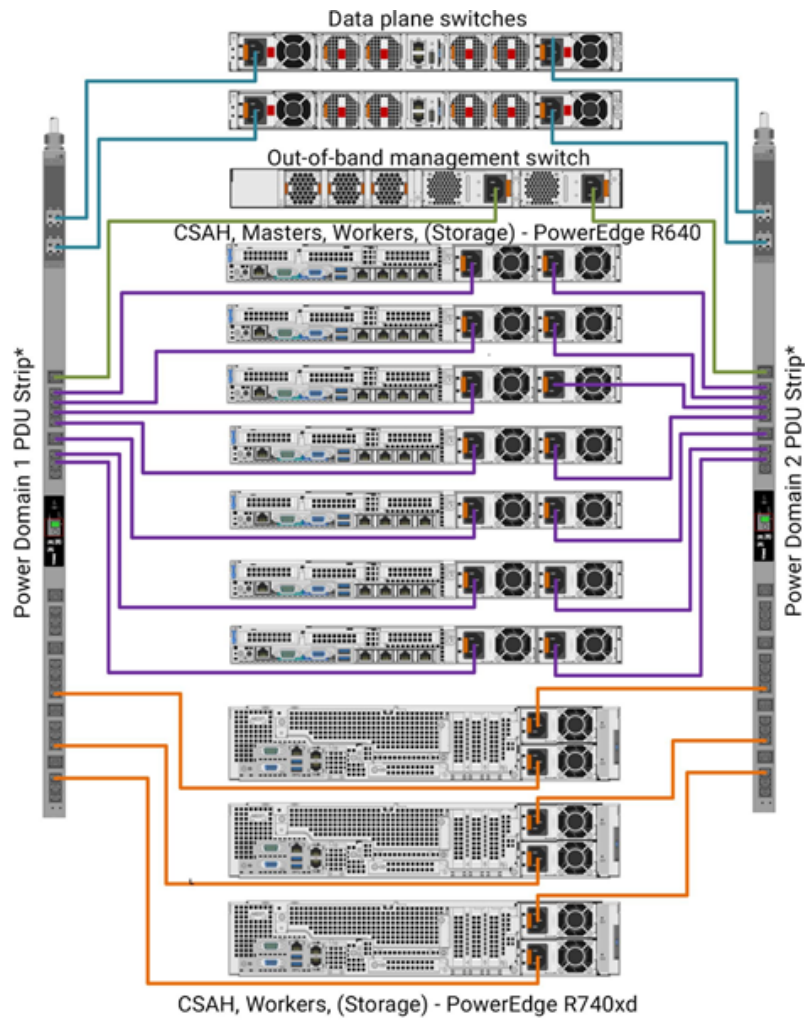 Data plane switches
Out-of-band management switch
CSAH, Masters, Workers, (Storage) - PowerEdge R640
Power Domain 1 PDU Strip*
Power Domain 2 PDU Strip*
CSAH, Workers, (Storage) - PowerEdge R740xd